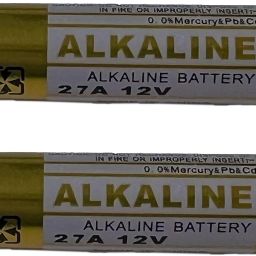 IN FIRE OR IMPROPERLY INSERT
0.0%Mercury&Pb&Cd
ALKALINE
ALKALINE BATTERY
27A 12V
IN FIRE OR IMPROPERLY INSERT
0.0%Mercury&Pb&Cd
ALKALINE
ALKALINE BATTERY
27A 12V